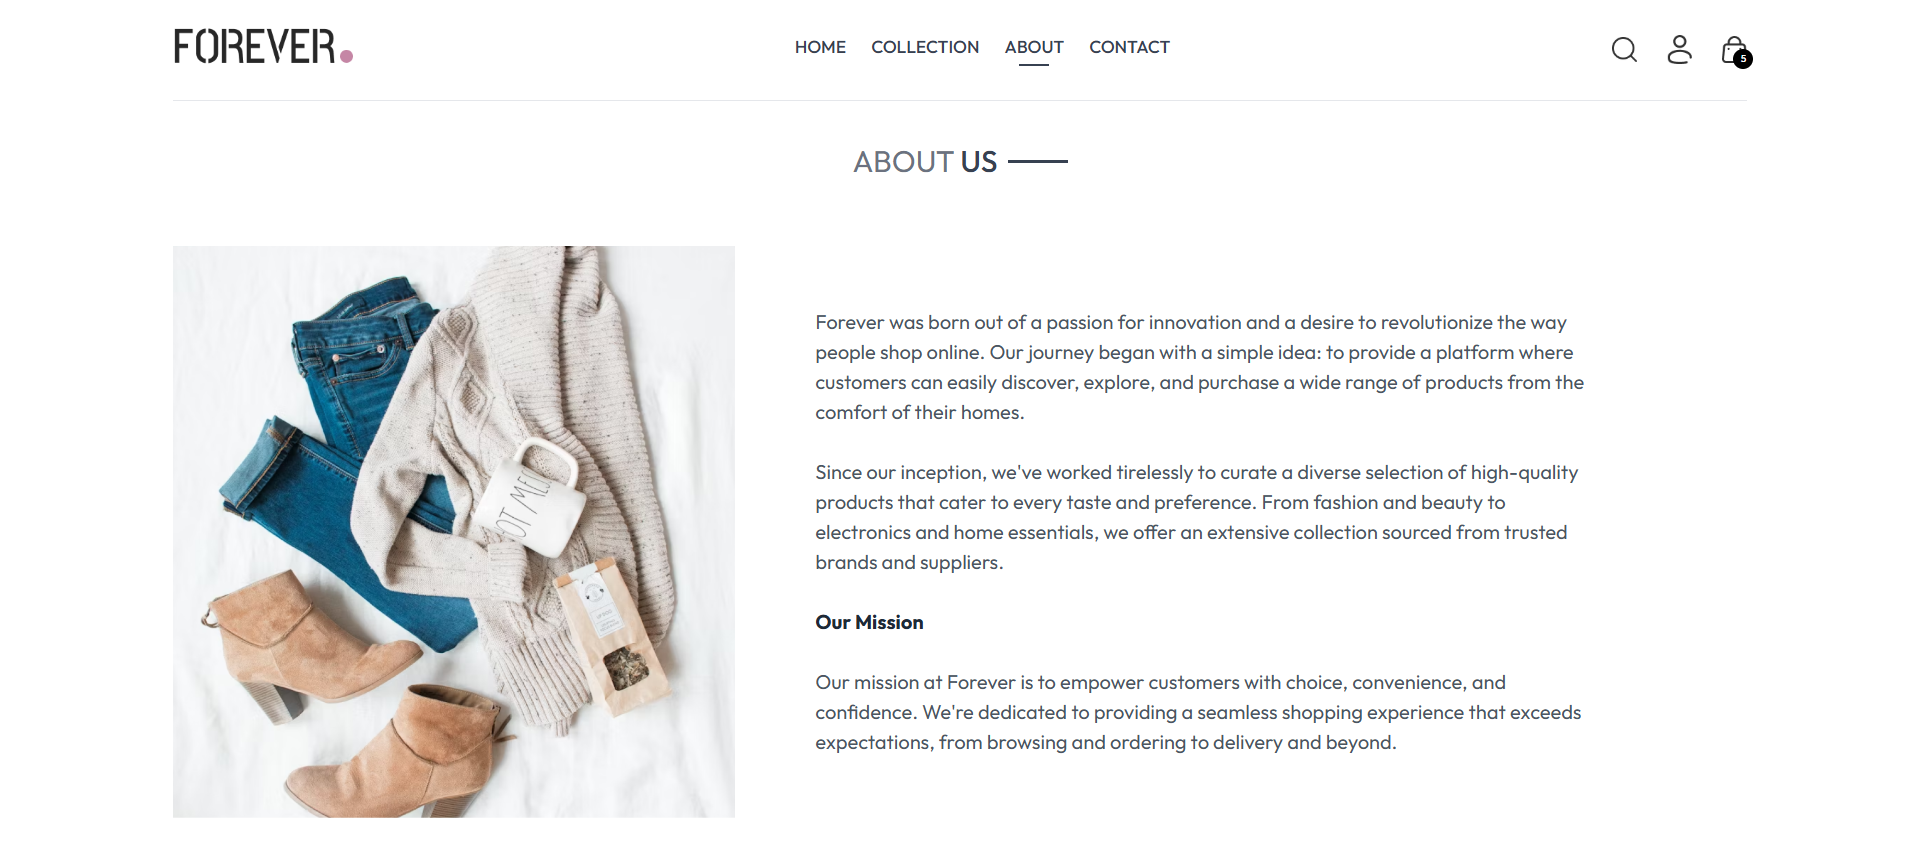 FOREVER.
HOME COLLECTION ABOUT CONTACT
5
ABOUT US
Forever was born out of a passion for innovation and a desire to revolutionize the way
people shop online. Our journey began with a simple idea: to provide a platform where
customers can easily discover, explore, and purchase a wide range of products from the
comfort of their homes.
Since our inception, we've worked tirelessly to curate a diverse selection of high-quality
products that cater to every taste and preference. From fashion and beauty to
electronics and home essentials, we offer an extensive collection sourced from trusted
brands and suppliers.
Our Mission
Our mission at Forever is to empower customers with choice, convenience, and
confidence. We're dedicated to providing a seamless shopping experience that exceeds
expectations, from browsing and ordering to delivery and beyond.